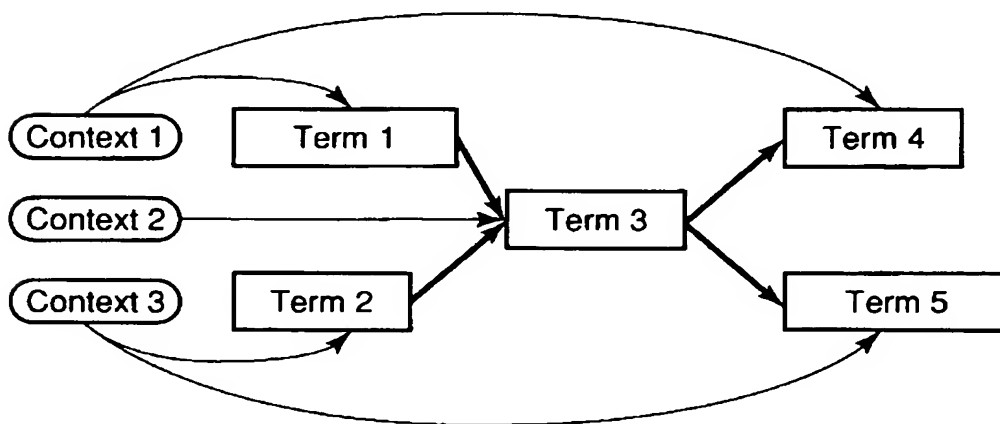 Context 1
Term 1
Term 4
Context 2
Term 3
Context 3
Term 2
Term 5